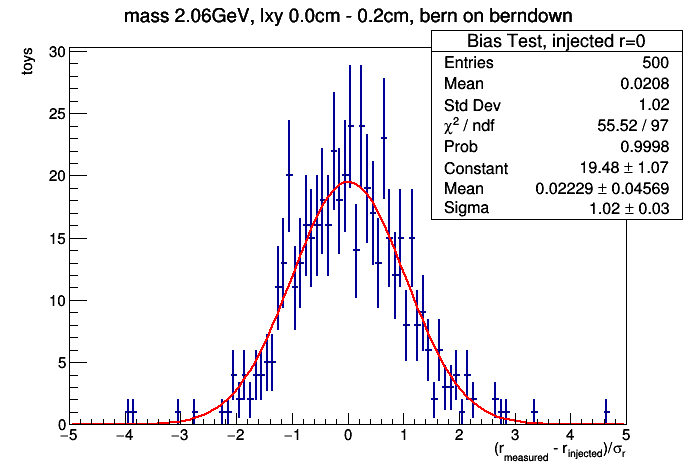 mass 2.06GeV, lxy 0.0cm - 0.2cm, bern on berndown
toys
Bias Test, injected r=0
Entries 500
Mean 0.0208
Std Dev 1.02
χ² / ndf 55.52 / 97
Prob 0.9998
Constant 19.48 ± 1.07
Mean 0.02229 ± 0.04569
Sigma 1.02 ± 0.03
30
25
20
15
10
5
0
−5 −4 −3 −2 −1 0 1 2 3 4 5
(r_measured - r_injected)/σ_r